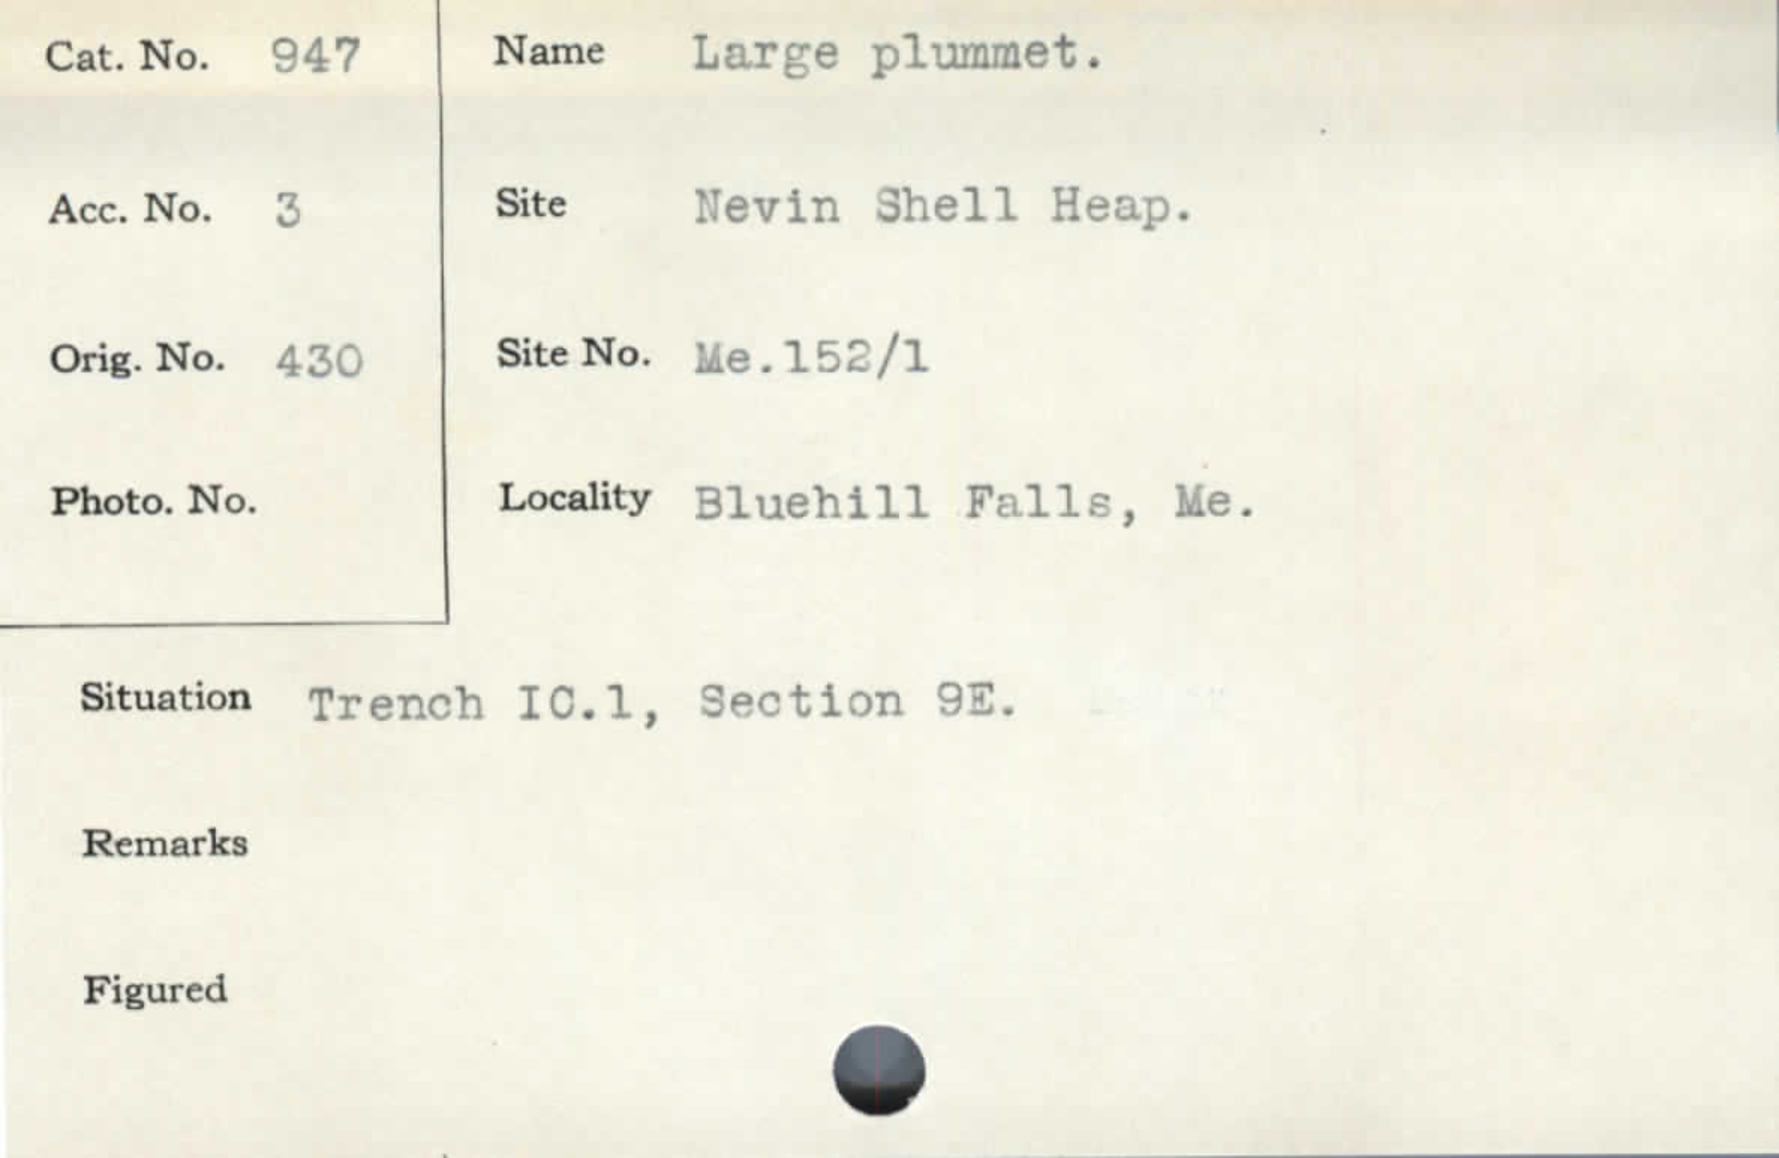 Cat. No. 947
Name Large plummet.
Acc. No. 3
Site Nevin Shell Heap.
Orig. No. 430
Site No. Me.152/1
Photo. No.
Locality Bluehill Falls, Me.
Situation Trench IC.1, Section 9E.
Remarks
Figured